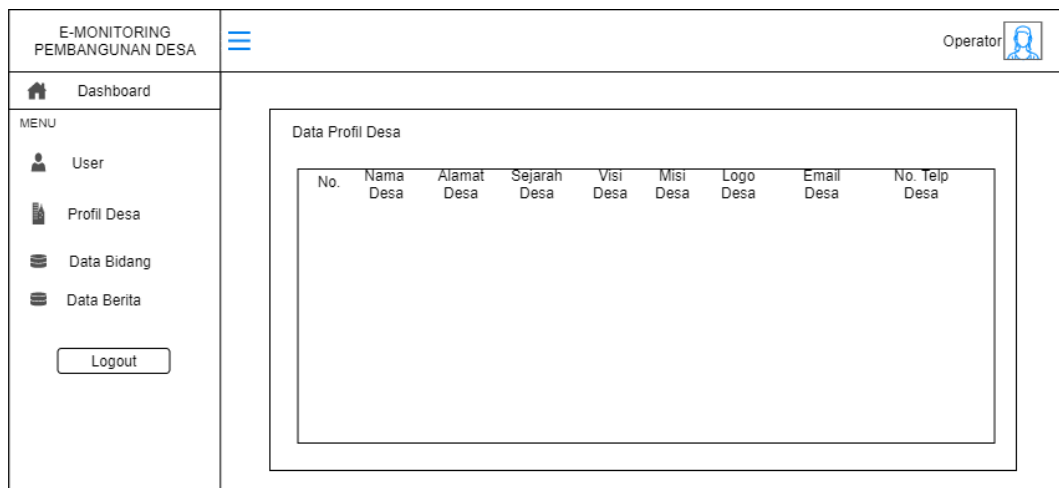 E-MONITORING
PEMBANGUNAN DESA
Operator
Dashboard
MENU
User
Profil Desa
Data Bidang
Data Berita
Logout
Data Profil Desa
No. Nama Desa Alamat Desa Sejarah Desa Visi Desa Misi Desa Logo Desa Email Desa No. Telp Desa